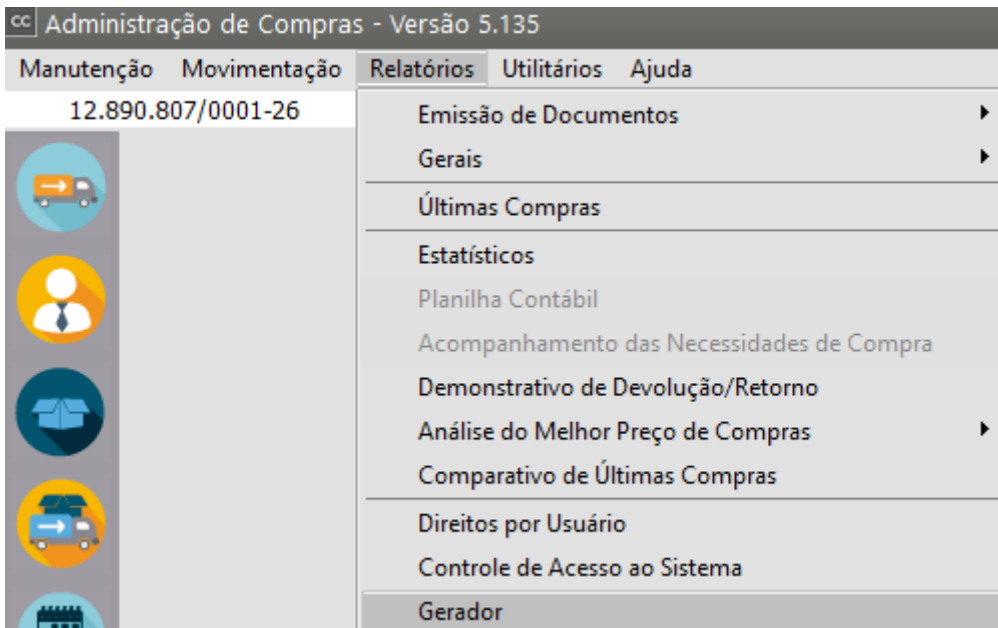 cc Administração de Compras - Versão 5.135
Manutenção Movimentação Relatórios Utilitários Ajuda
12.890.807/0001-26
Emissão de Documentos
Gerais
Últimas Compras
Estatísticos
Planilha Contábil
Acompanhamento das Necessidades de Compra
Demonstrativo de Devolução/Retorno
Análise do Melhor Preço de Compras
Comparativo de Últimas Compras
Direitos por Usuário
Controle de Acesso ao Sistema
Gerador